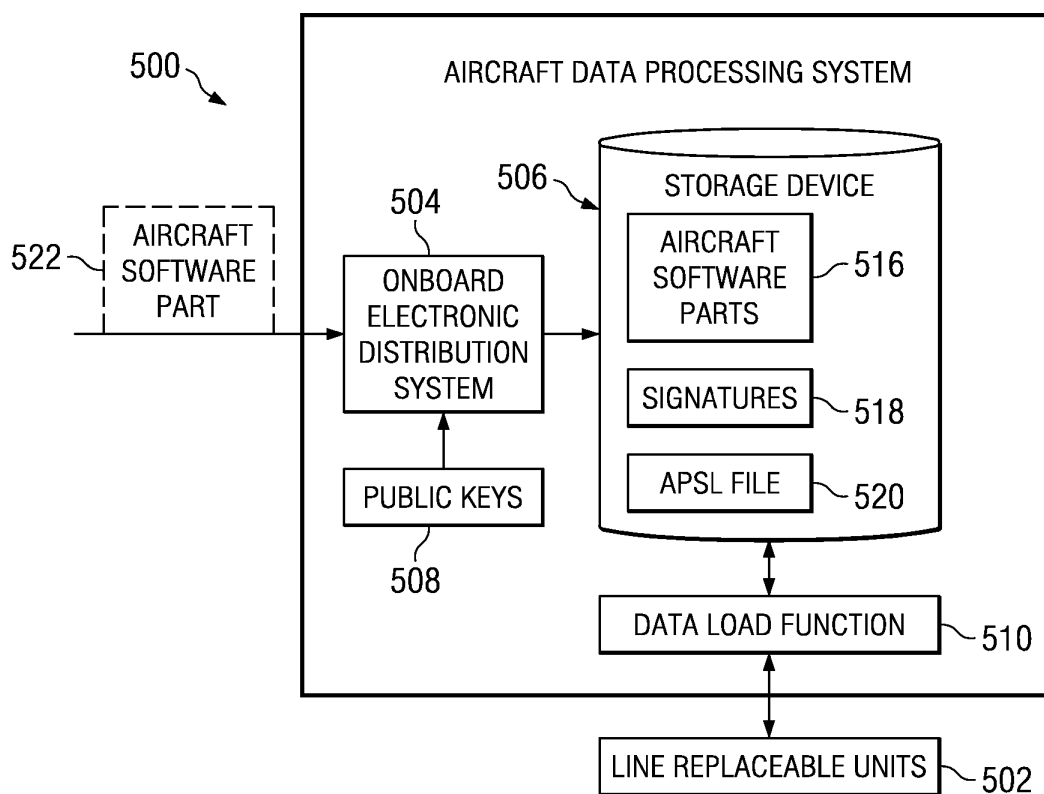 500
AIRCRAFT DATA PROCESSING SYSTEM
506
STORAGE DEVICE
504
522
AIRCRAFT
SOFTWARE
PART
AIRCRAFT
SOFTWARE
PARTS
516
ONBOARD
ELECTRONIC
DISTRIBUTION
SYSTEM
SIGNATURES
518
PUBLIC KEYS
508
APSL FILE
520
DATA LOAD FUNCTION
510
LINE REPLACEABLE UNITS
502